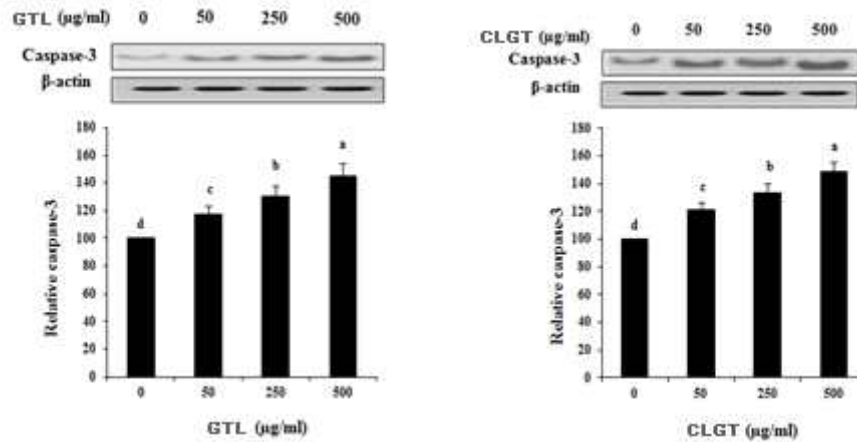 GTL (µg/ml) 0 50 250 500
Caspase-3
β-actin
180
160
140
120
100
80
60
40
20
0
Relative caspase-3
d c b a
0 50 250 500
GTL (µg/ml)
CLGT (µg/ml) 0 50 250 500
Caspase-3
β-actin
180
160
140
120
100
80
60
40
20
0
Relative caspase-3
d c b a
0 50 250 500
CLGT (µg/ml)